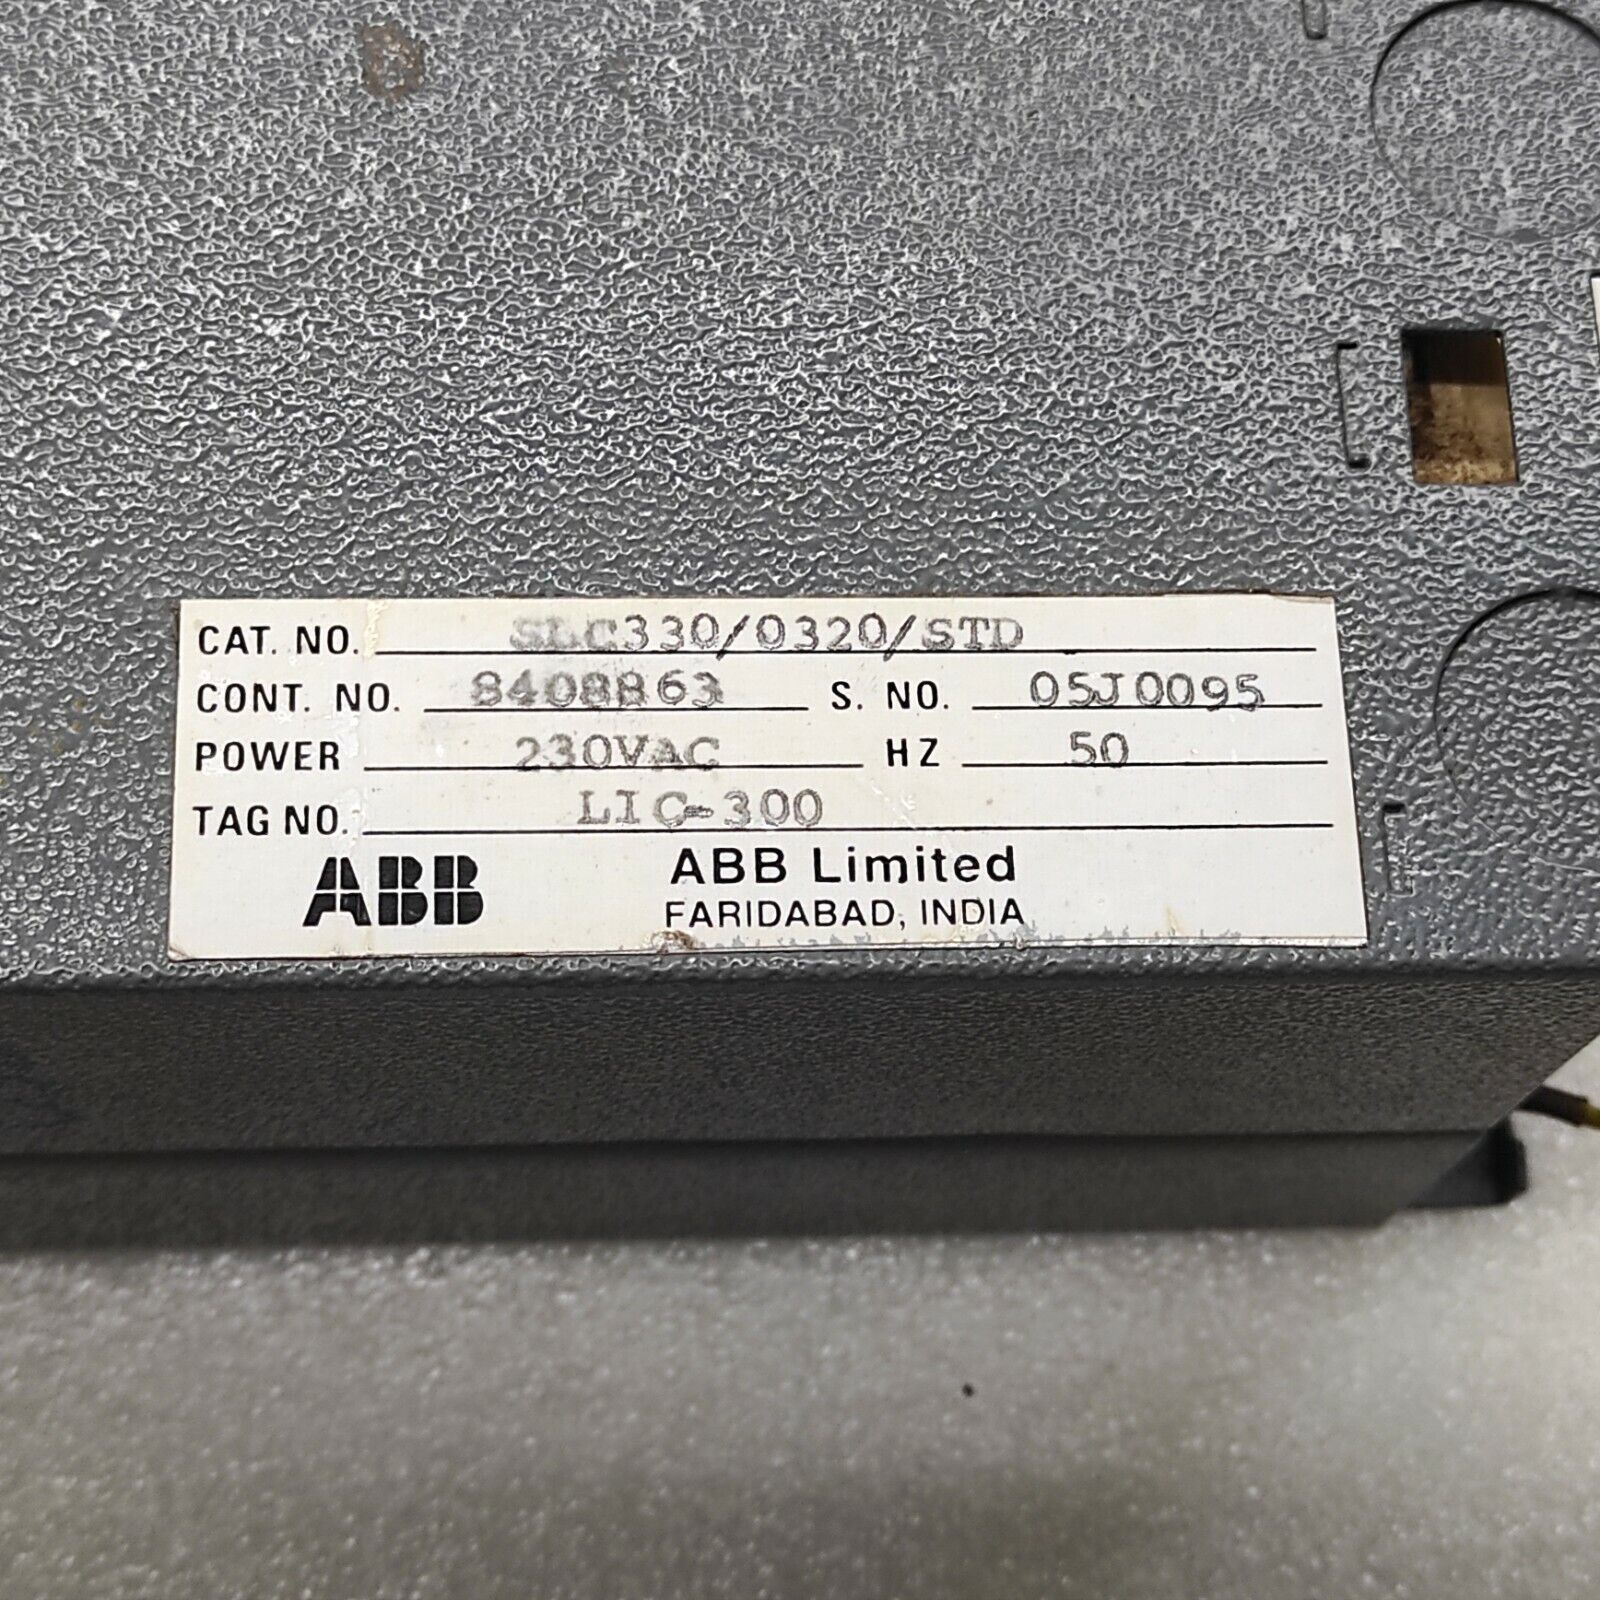 CAT. NO. SLC330/0320/STD
CONT. NO. 8408863 S. NO. 05J0095
POWER 230VAC HZ 50
TAG NO. LIC-300
ABB ABB Limited
FARIDABAD, INDIA